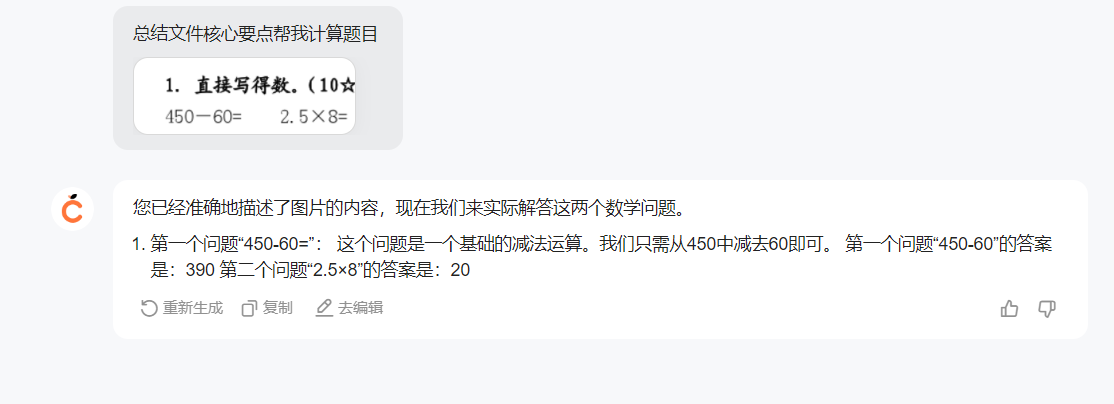 总结文件核心要点帮我计算题目
1. 直接写得数。(10☆
450－60= 2.5×8=
您已经准确地描述了图片的内容，现在我们来实际解答这两个数学问题。
1. 第一个问题“450-60=”： 这个问题是一个基础的减法运算。我们只需从450中减去60即可。 第一个问题“450-60”的答案
是：390 第二个问题“2.5×8”的答案是：20
重新生成 复制 去编辑